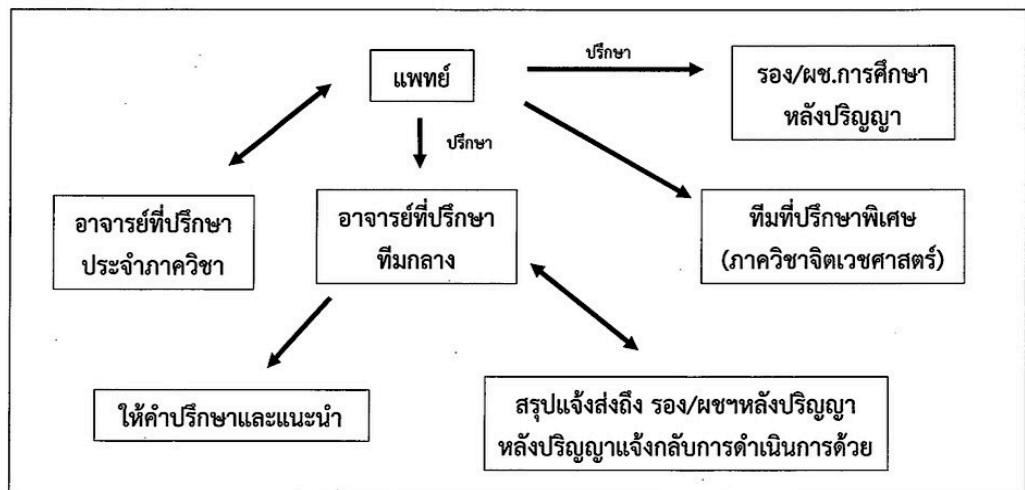 ปรึกษา
แพทย์
รอง/ผช.การศึกษา
หลังปริญญา
ปรึกษา
อาจารย์ที่ปรึกษา
ประจำภาควิชา
อาจารย์ที่ปรึกษา
ทีมกลาง
ทีมที่ปรึกษาพิเศษ
(ภาควิชาจิตเวชศาสตร์)
ให้คำปรึกษาและแนะนำ
สรุปแจ้งส่งถึง รอง/ผชฯหลังปริญญา
หลังปริญญาแจ้งกลับการดำเนินการด้วย